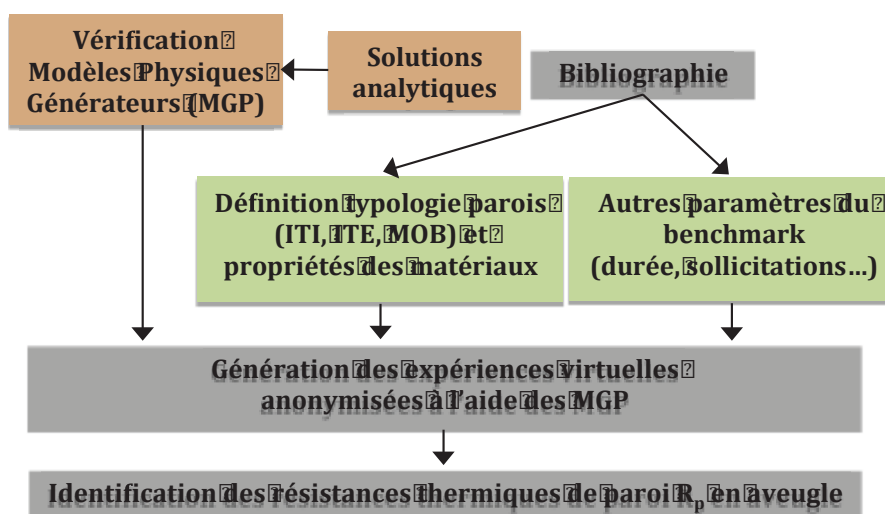 Vérification
Modèles Physiques
Générateurs (MGP)
Solutions
analytiques
Bibliographie
Définition typologie parois
(ITI, ITE, MOB) et
propriétés des matériaux
Autres paramètres du
benchmark
(durée, sollicitations…)
Génération des expériences virtuelles
anonymisées à l'aide des MGP
Identification des résistances thermiques de paroi Rp en aveugle